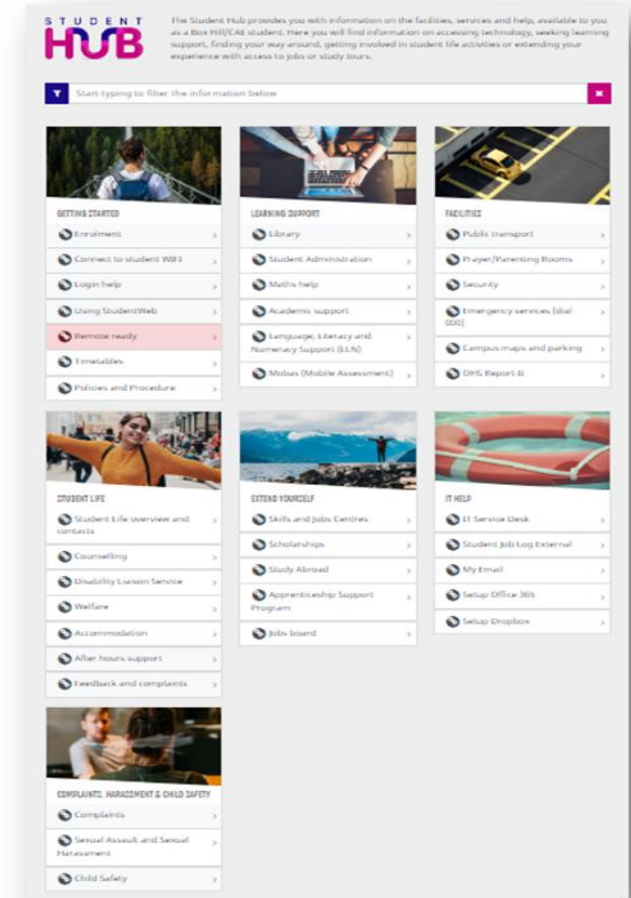 STUDENT
HUB
The Student Hub provides you with information on the facilities, services and help, available to you
as a Box Hill/CAE student. Here you will find information on accessing technology, seeking learning
support, finding your way around, getting involved in student life activities or extending your
experience with access to jobs or study tours.
Start typing to filter the information below
GETTING STARTED
Enrolment
Connect to student WIFI
Login help
Using StudentWeb
Remote ready
Timetables
Policies and Procedure
LEARNING SUPPORT
Library
Student Administration
Maths help
Academic support
Language, Literacy and
Numeracy Support (LLN)
Mobas (Mobile Assessment)
FACILITIES
Public transport
Prayer/Parenting Rooms
Security
Emergency services [dial
000]
Campus maps and parking
OHS Report-It
STUDENT LIFE
Student Life overview and
contacts
Counselling
Disability Liaison Service
Welfare
Accommodation
After hours support
Feedback and complaints
EXTEND YOURSELF
Skills and Jobs Centres
Scholarships
Study Abroad
Apprenticeship Support
Program
Jobs board
IT HELP
IT Service Desk
Student Job Log External
My Email
Setup Office 365
Setup Dropbox
COMPLAINTS, HARASSMENT & CHILD SAFETY
Complaints
Sexual Assault and Sexual
Harassment
Child Safety